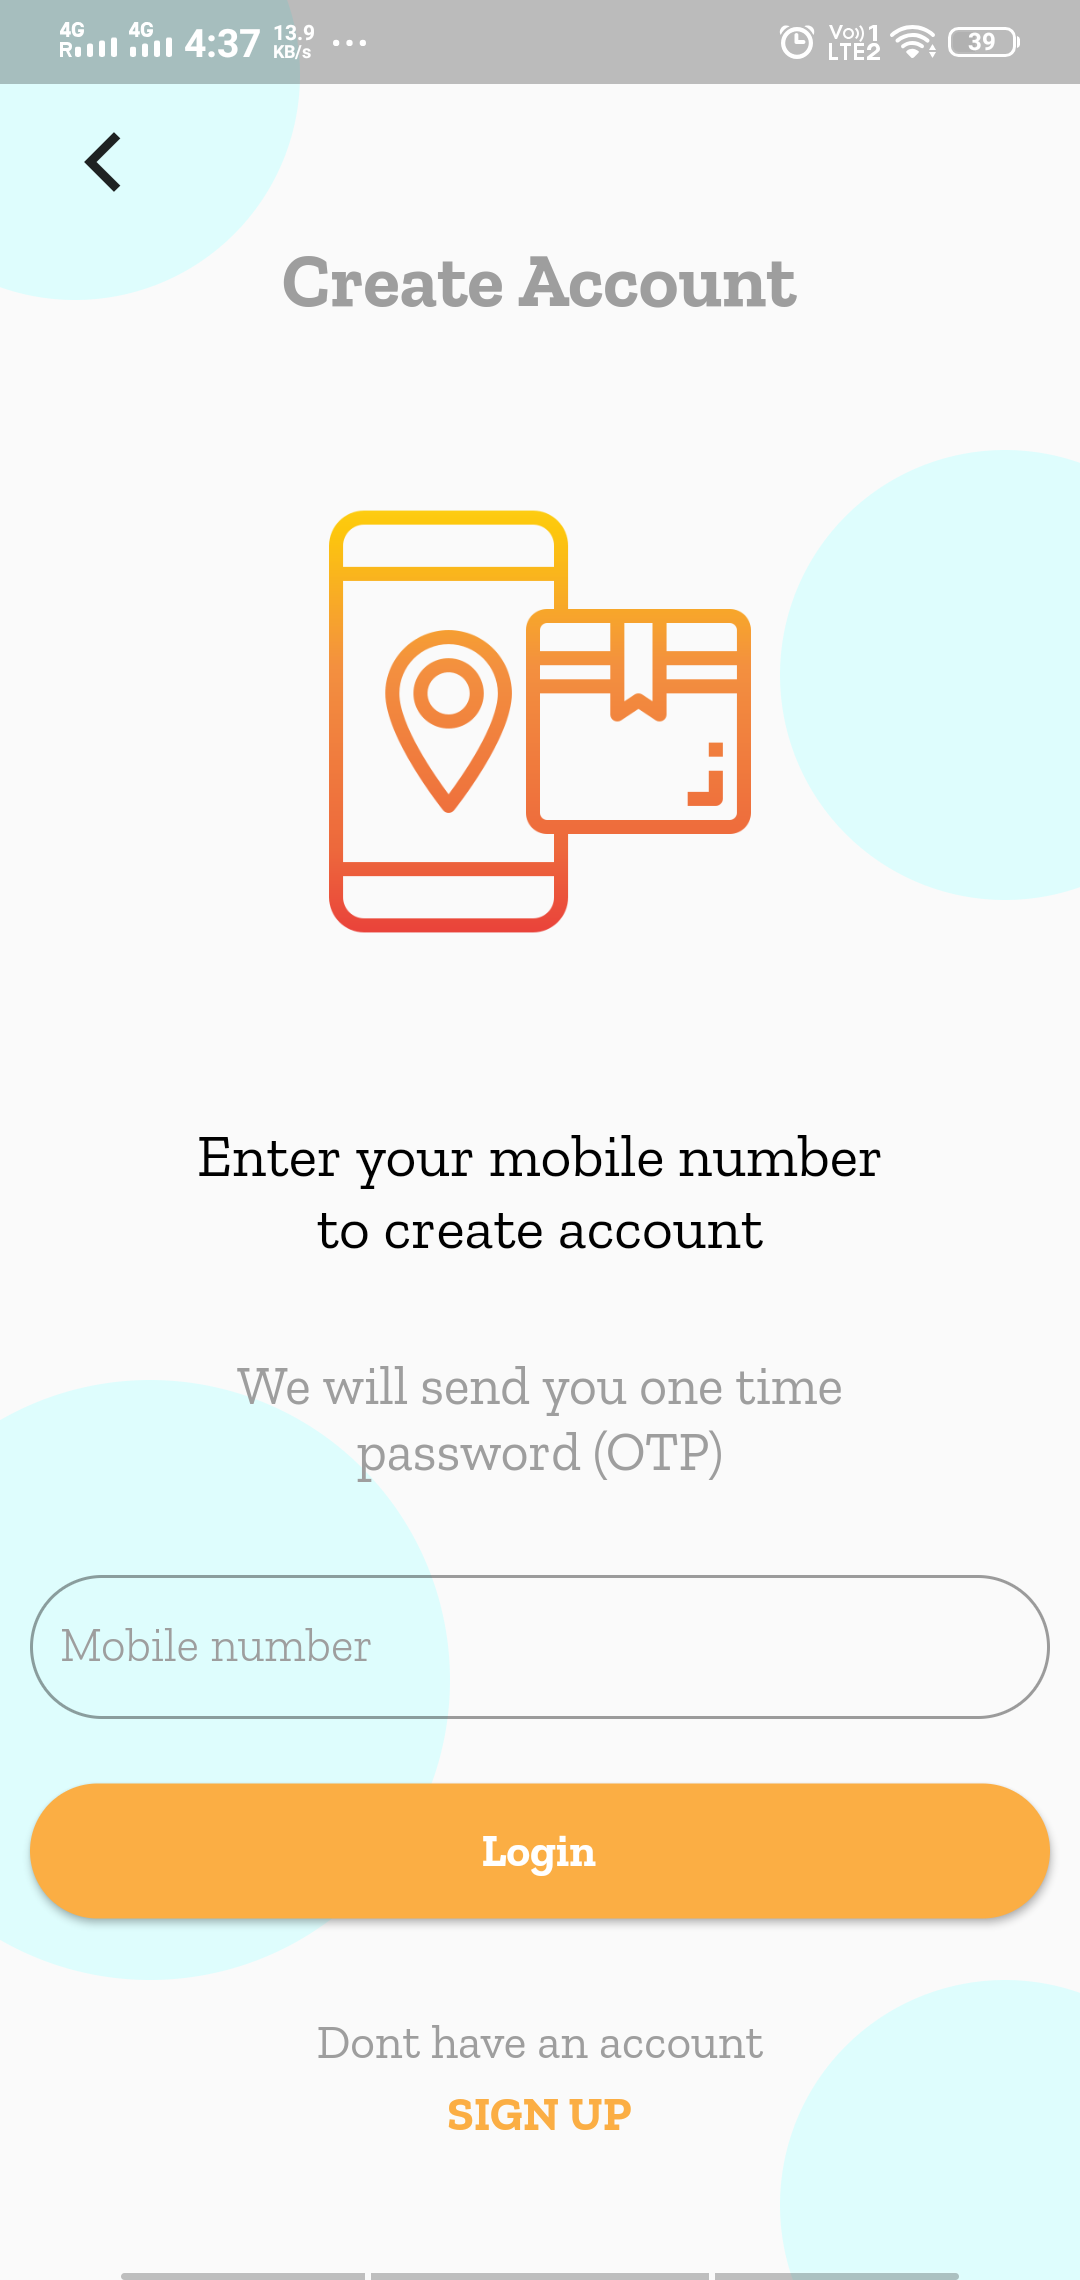 4G 4G 4:37 13.9 KB/s ... Vo)) 1 LTE2 39
R
Create Account
Enter your mobile number
to create account
We will send you one time
password (OTP)
Mobile number
Login
Dont have an account
SIGN UP